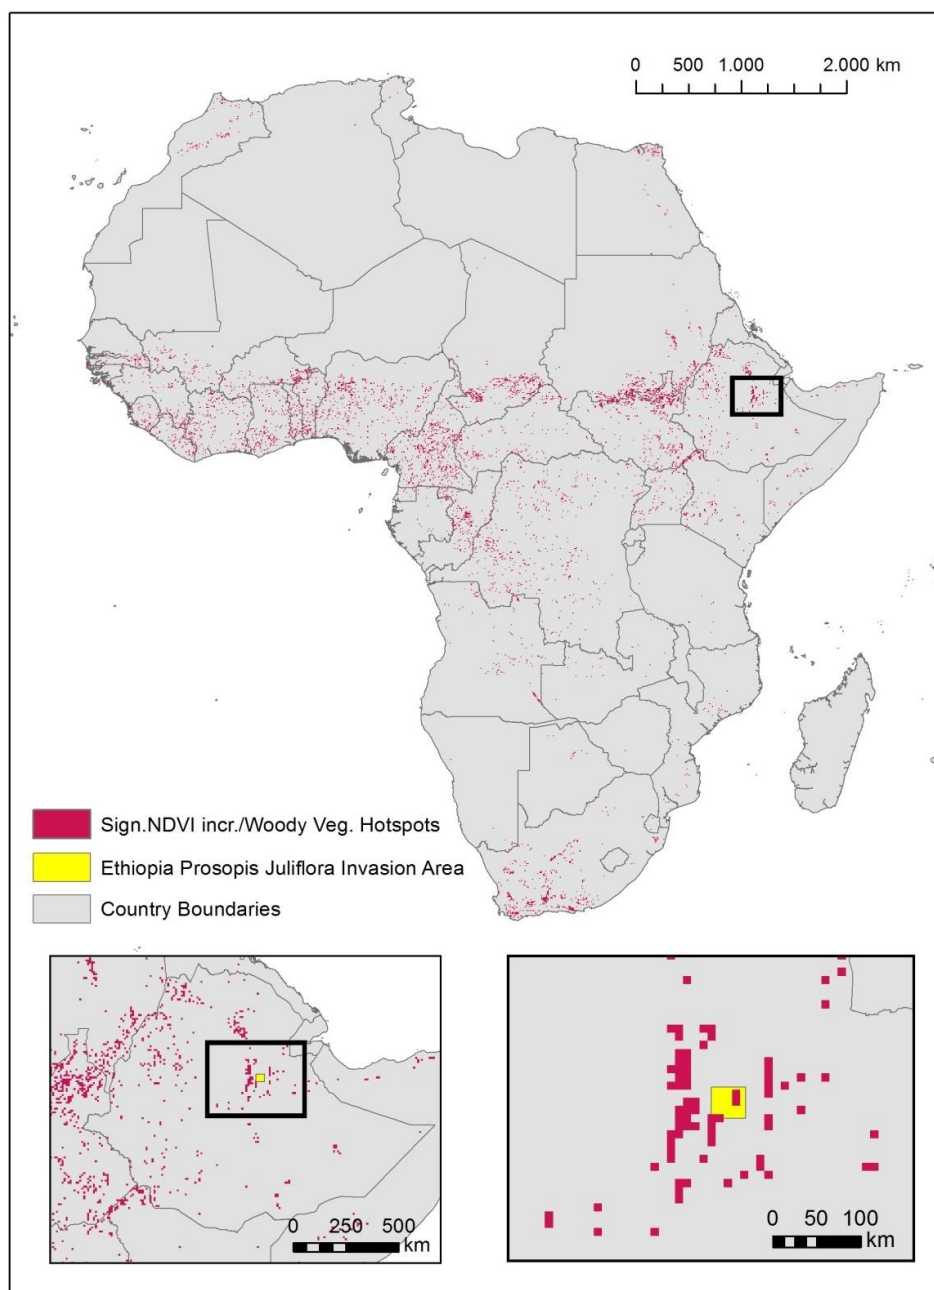 0 500 1.000 2.000 km
Sign.NDVI incr./Woody Veg. Hotspots
Ethiopia Prosopis Juliflora Invasion Area
Country Boundaries
0 250 500
km
0 50 100
km